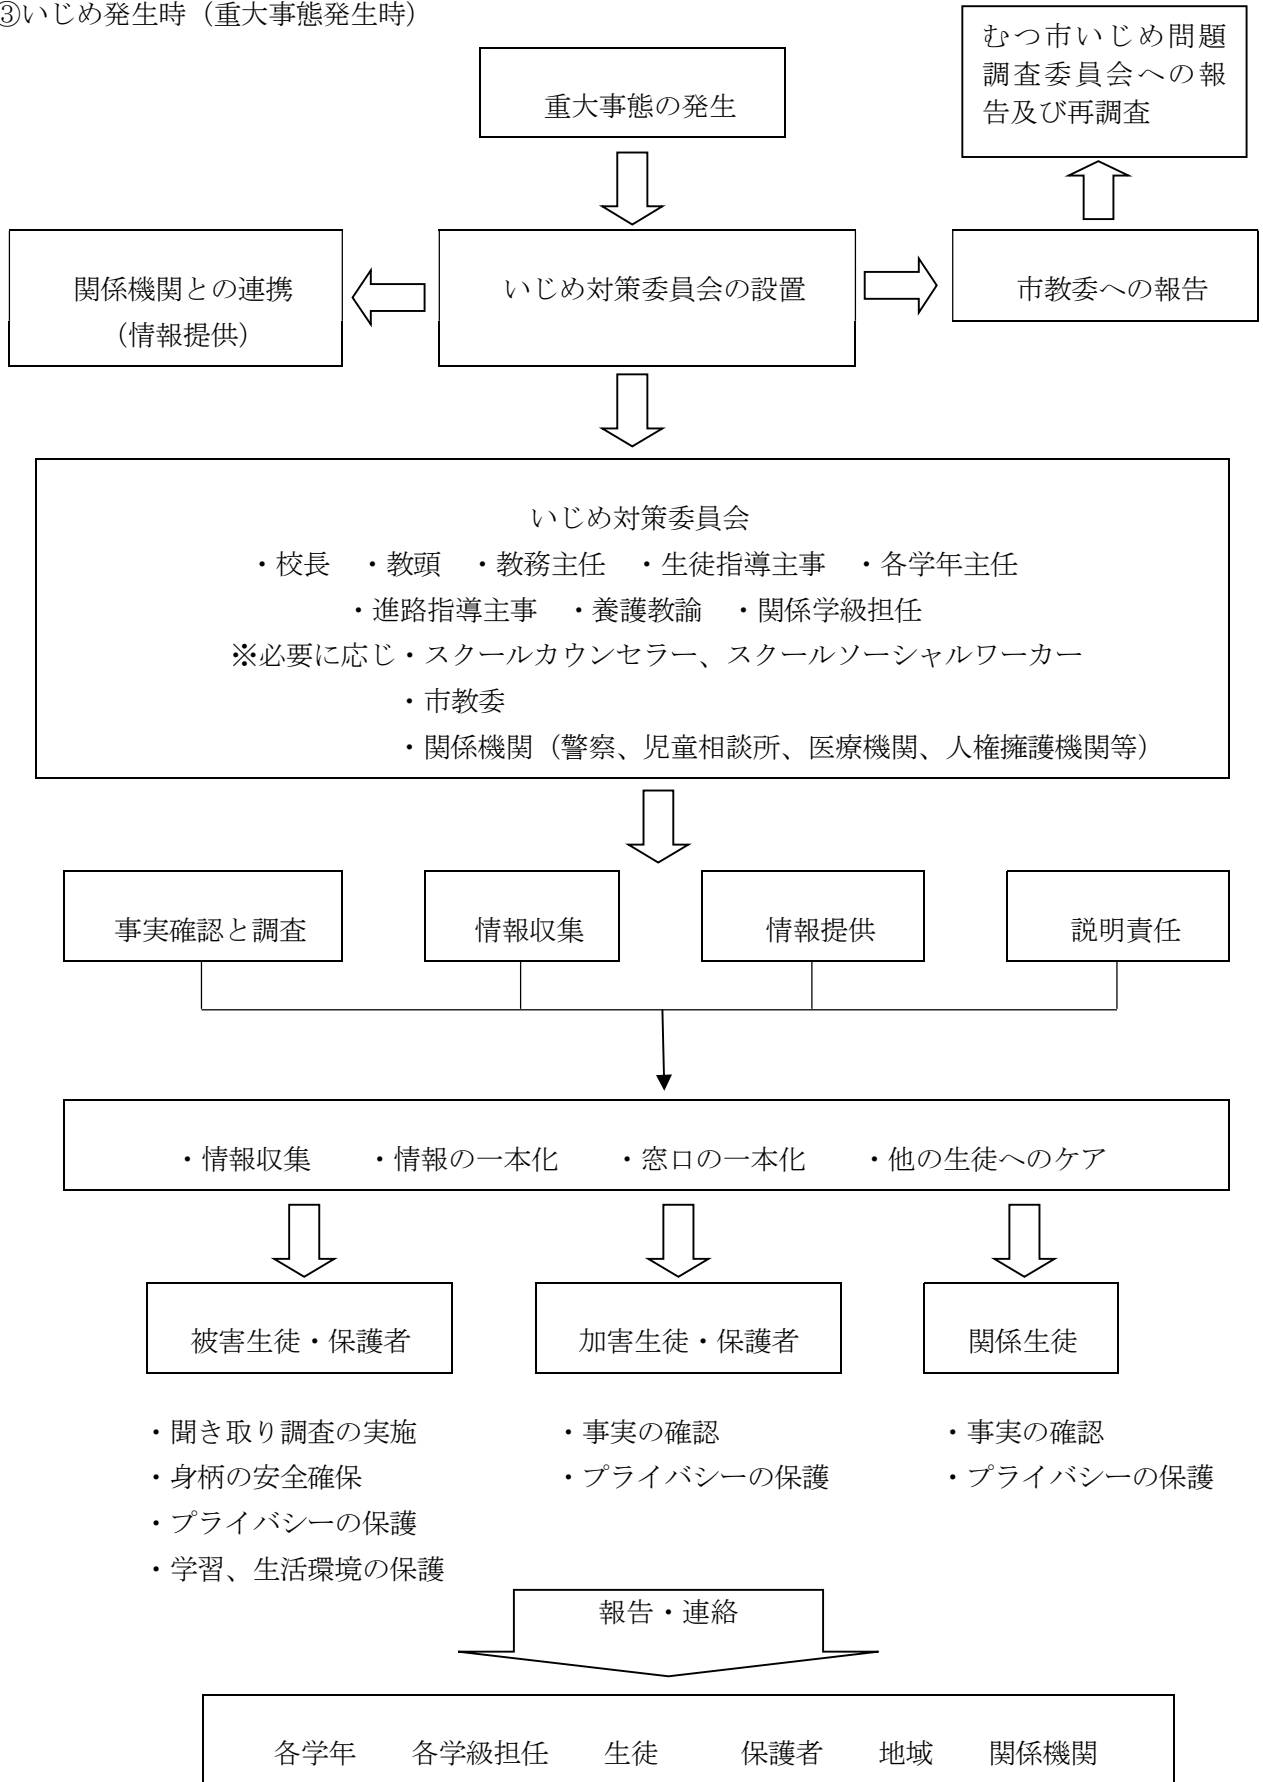 ③いじめ発生時（重大事態発生時）
むつ市いじめ問題
調査委員会への報
告及び再調査
重大事態の発生
関係機関との連携
（情報提供）
いじめ対策委員会の設置
市教委への報告
いじめ対策委員会
・校長　・教頭　・教務主任　・生徒指導主事　・各学年主任
・進路指導主事　・養護教諭　・関係学級担任
※必要に応じ・スクールカウンセラー、スクールソーシャルワーカー
・市教委
・関係機関（警察、児童相談所、医療機関、人権擁護機関等）
事実確認と調査　情報収集　情報提供　説明責任
・情報収集　・情報の一本化　・窓口の一本化　・他の生徒へのケア
被害生徒・保護者
・聞き取り調査の実施
・身柄の安全確保
・プライバシーの保護
・学習、生活環境の保護
加害生徒・保護者
・事実の確認
・プライバシーの保護
関係生徒
・事実の確認
・プライバシーの保護
報告・連絡
各学年　各学級担任　生徒　保護者　地域　関係機関